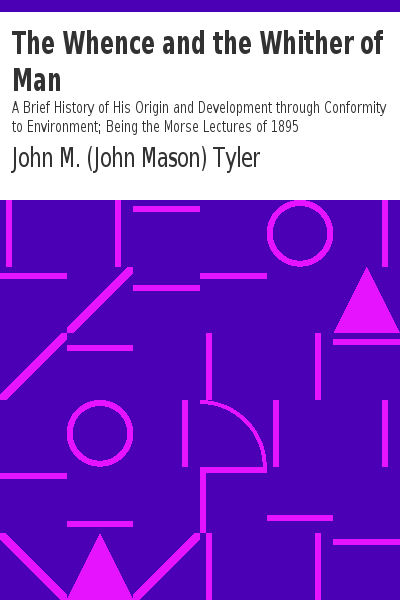 The Whence and the Whither of
Man
A Brief History of His Origin and Development through Conformity
to Environment; Being the Morse Lectures of 1895
John M. (John Mason) Tyler